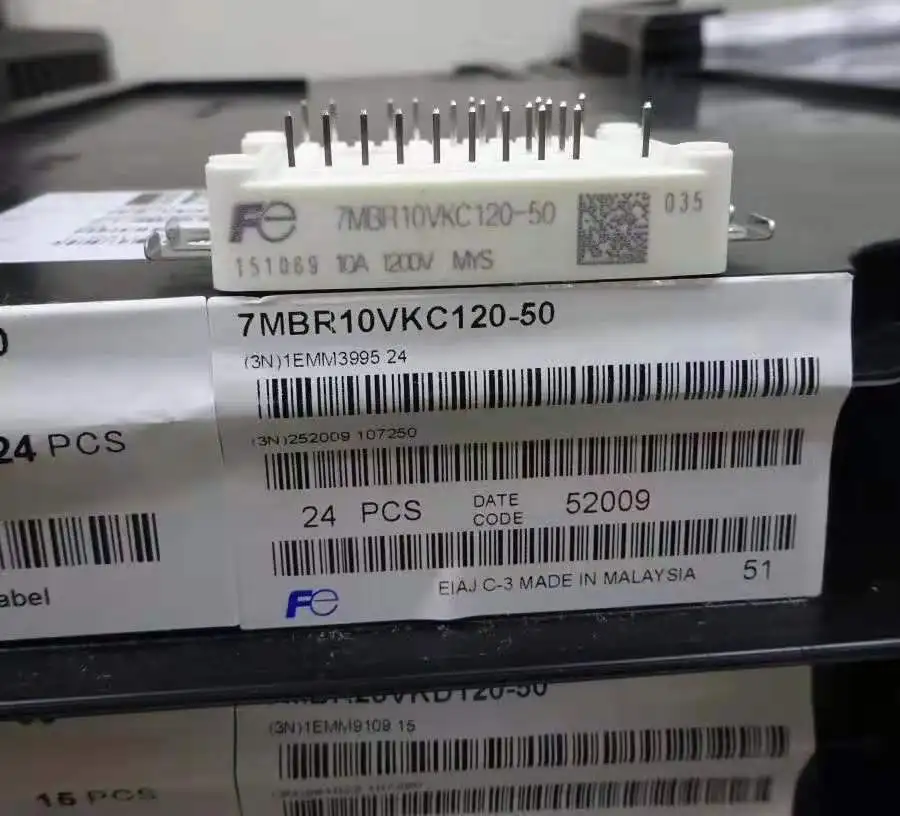 Fe 7MBR10VKC120-50 035
151069 10A 1200V MYS
7MBR10VKC120-50
(3N)1EMM3995 24
(3N)252009 107250
24 PCS DATE CODE 52009
EIAJ C-3 MADE IN MALAYSIA 51
Fe
24 PCS
abel
(3N)1EMM9109 15
15 PCS